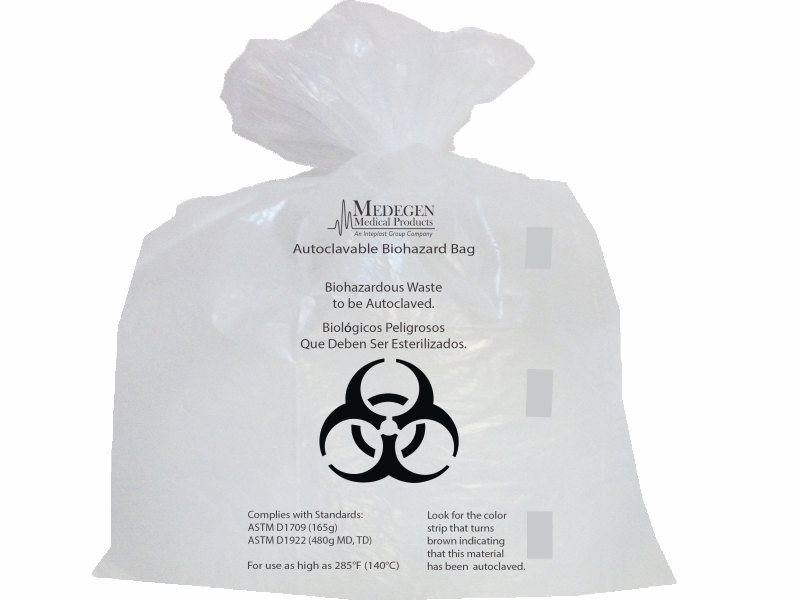 MEDEGEN
Medical Products
An Inteplast Group Company
Autoclavable Biohazard Bag
Biohazardous Waste
to be Autoclaved.
Biológicos Peligrosos
Que Deben Ser Esterilizados.
Complies with Standards:
ASTM D1709 (165g)
ASTM D1922 (480g MD, TD)
For use as high as 285°F (140°C)
Look for the color
strip that turns
brown indicating
that this material
has been autoclaved.